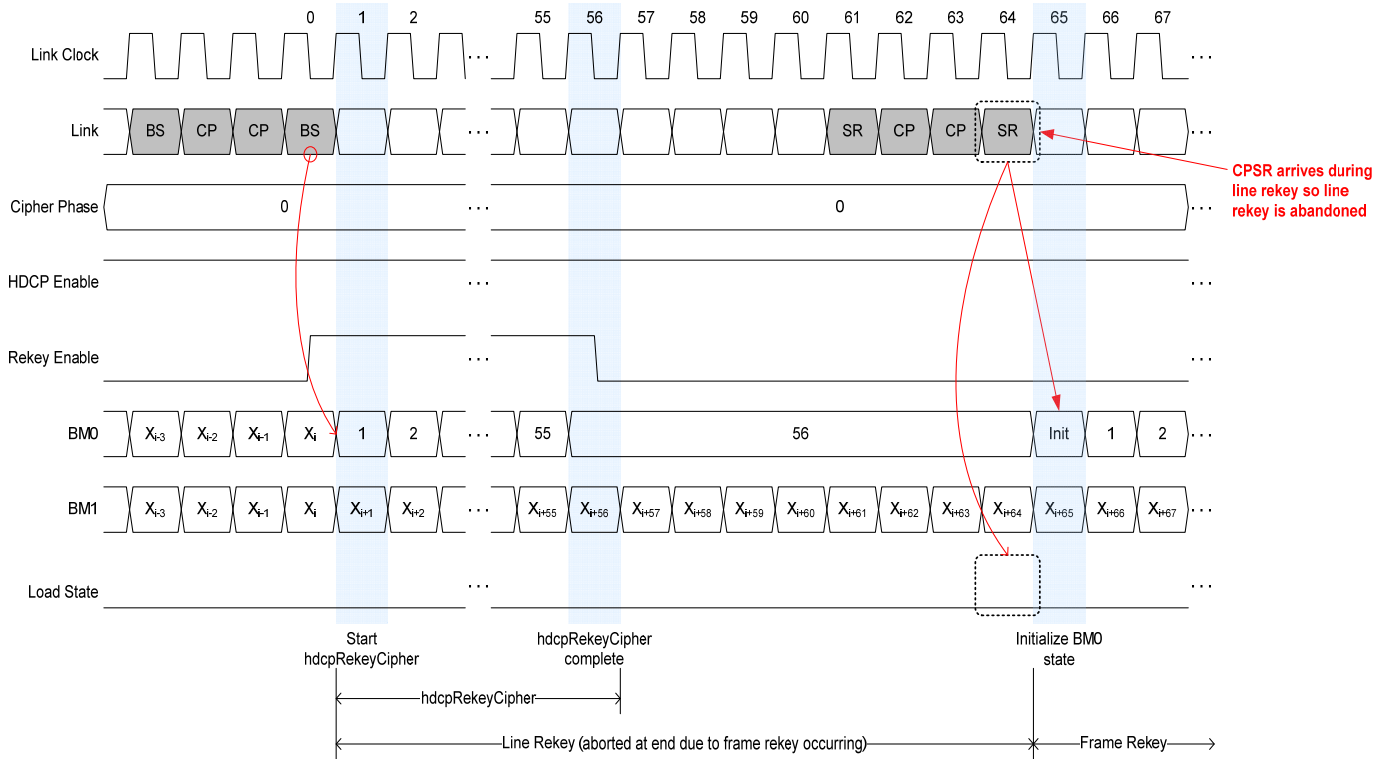 0 1 2 55 56 57 58 59 60 61 62 63 64 65 66 67
Link Clock ... ...
Link BS CP CP BS ... SR CP CP SR ...
CPSR arrives during
line rekey so line
rekey is abandoned
Cipher Phase 0 0
HDCP Enable ... ...
Rekey Enable ... ...
BM0 Xi-3 Xi-2 Xi-1 Xi 1 2 ... 55 56 Init 1 2 ...
BM1 Xi-3 Xi-2 Xi-1 Xi Xi+1 Xi+2 ... Xi+55 Xi+56 Xi+57 Xi+58 Xi+59 Xi+60 Xi+61 Xi+62 Xi+63 Xi+64 Xi+65 Xi+66 Xi+67 ...
Load State ... ...
Start
hdcpRekeyCipher
hdcpRekeyCipher
complete
Initialize BM0
state
hdcpRekeyCipher
Line Rekey (aborted at end due to frame rekey occurring) Frame Rekey